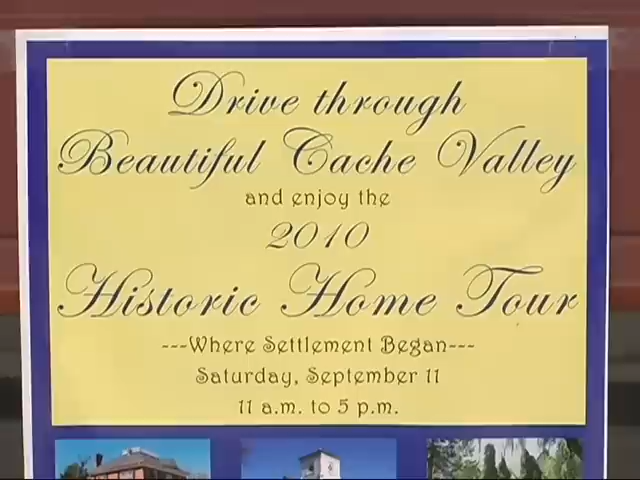 Drive through
Beautiful Cache Valley
and enjoy the
2010
Historic Home Tour
---Where Settlement Began---
Saturday, September 11
11 a.m. to 5 p.m.